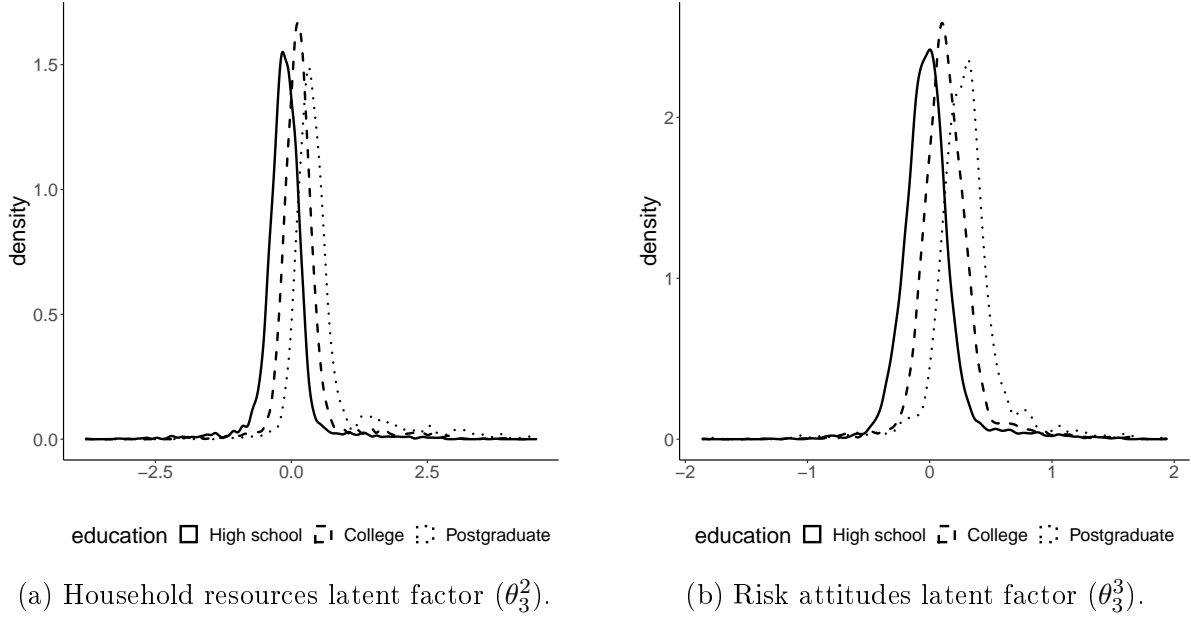 density
1.5
1.0
0.5
0.0
−2.5 0.0 2.5
education High school College Postgraduate
(a) Household resources latent factor (θ₃²).
density
2
1
0
−2 −1 0 1 2
education High school College Postgraduate
(b) Risk attitudes latent factor (θ₃³).